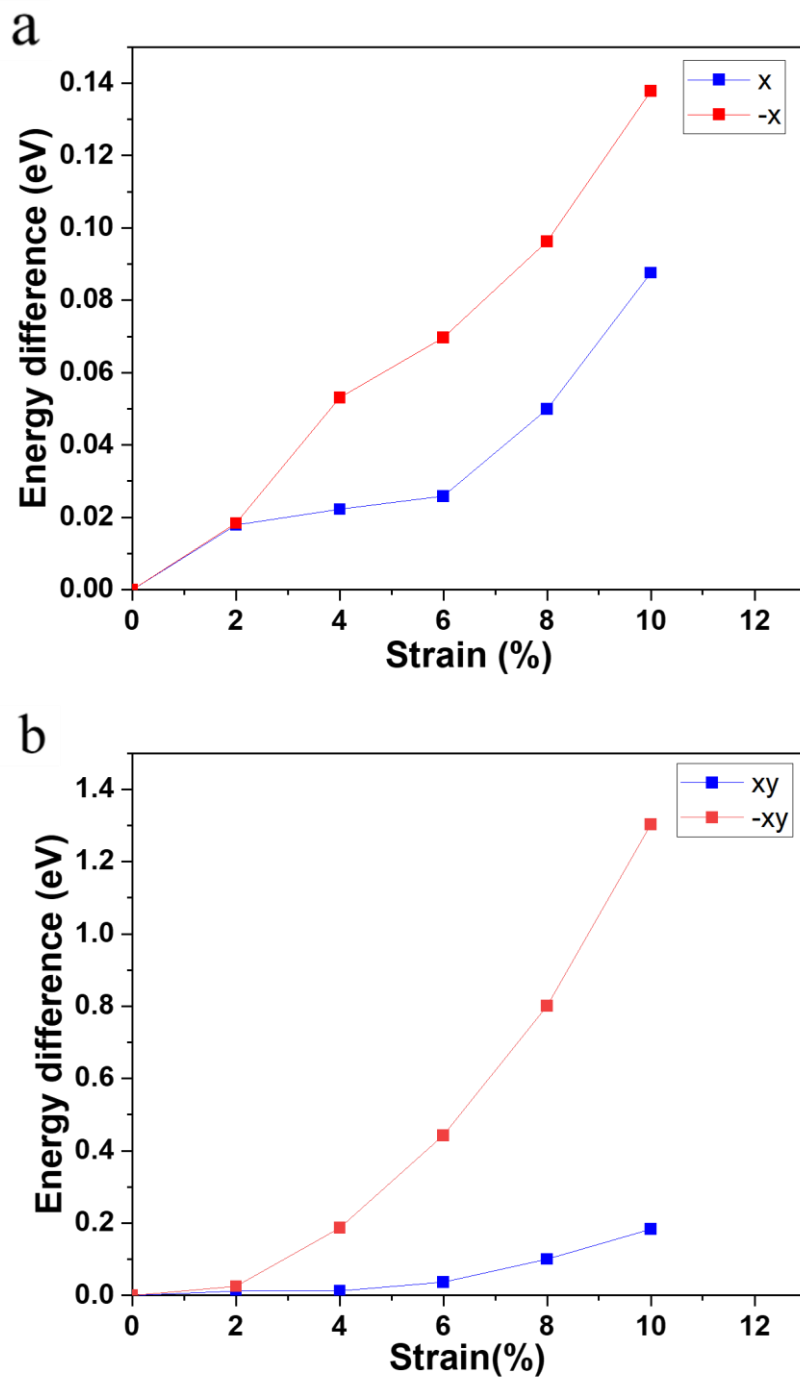 a
x
-x
Energy difference (eV)
0.14
0.12
0.10
0.08
0.06
0.04
0.02
0.00
0 2 4 6 8 10 12
Strain (%)
b
xy
-xy
Energy difference (eV)
1.4
1.2
1.0
0.8
0.6
0.4
0.2
0.0
0 2 4 6 8 10 12
Strain(%)